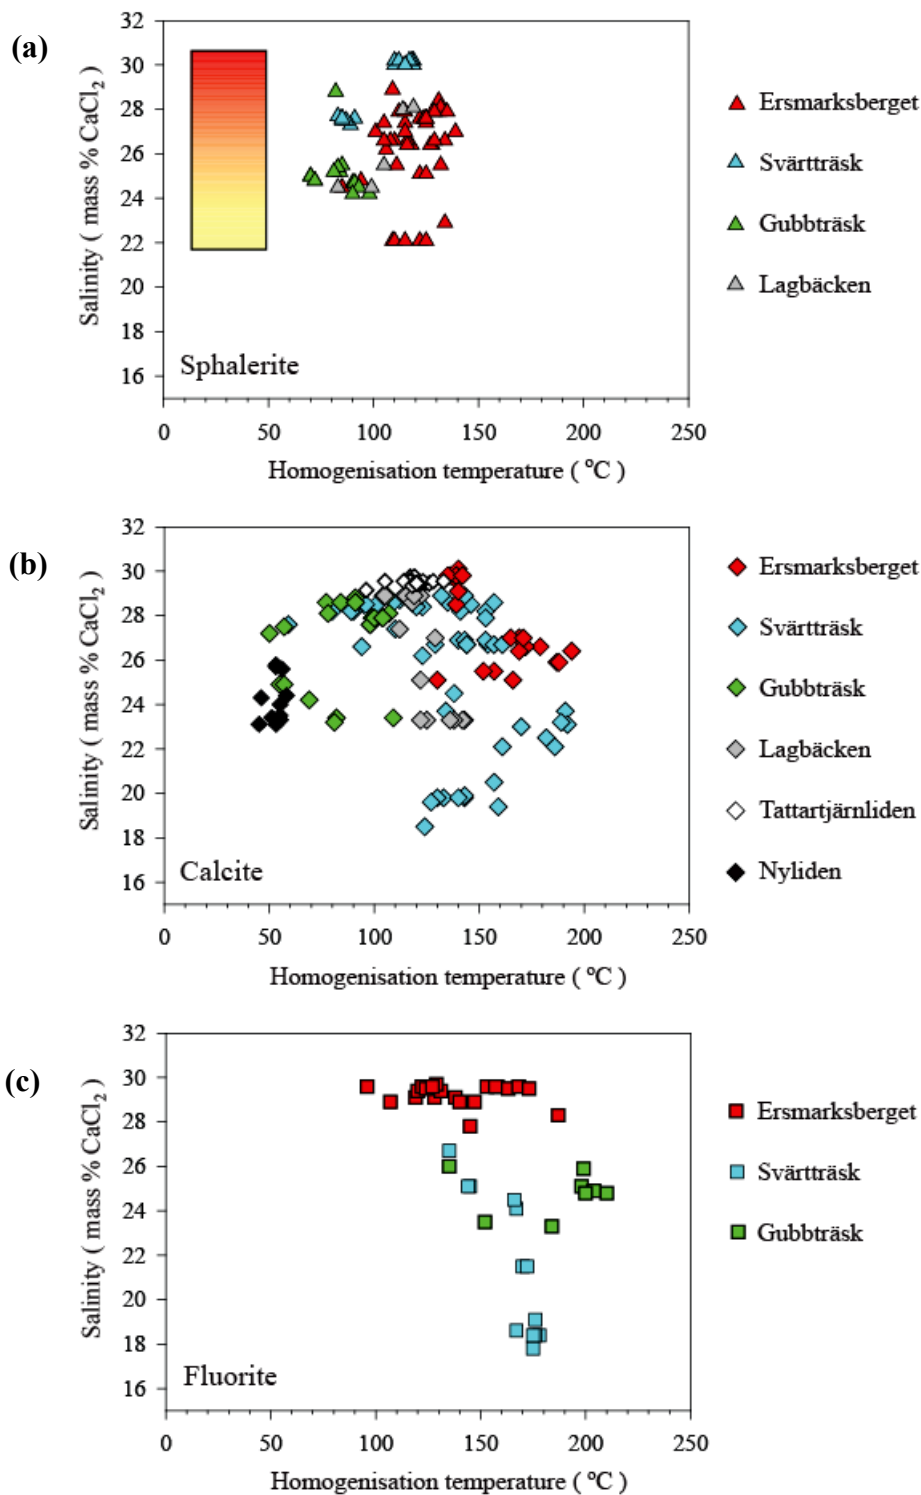 (a)
32
30
28
26
24
22
20
18
16
Salinity ( mass % CaCl2 )
Sphalerite
0 50 100 150 200 250
Homogenisation temperature ( °C )
Ersmarksberget
Svärtträsk
Gubbträsk
Lagbäcken
(b)
32
30
28
26
24
22
20
18
16
Salinity ( mass % CaCl2 )
Calcite
0 50 100 150 200 250
Homogenisation temperature ( °C )
Ersmarksberget
Svärtträsk
Gubbträsk
Lagbäcken
Tattartjärnliden
Nyliden
(c)
32
30
28
26
24
22
20
18
16
Salinity ( mass % CaCl2 )
Fluorite
0 50 100 150 200 250
Homogenisation temperature ( °C )
Ersmarksberget
Svärtträsk
Gubbträsk